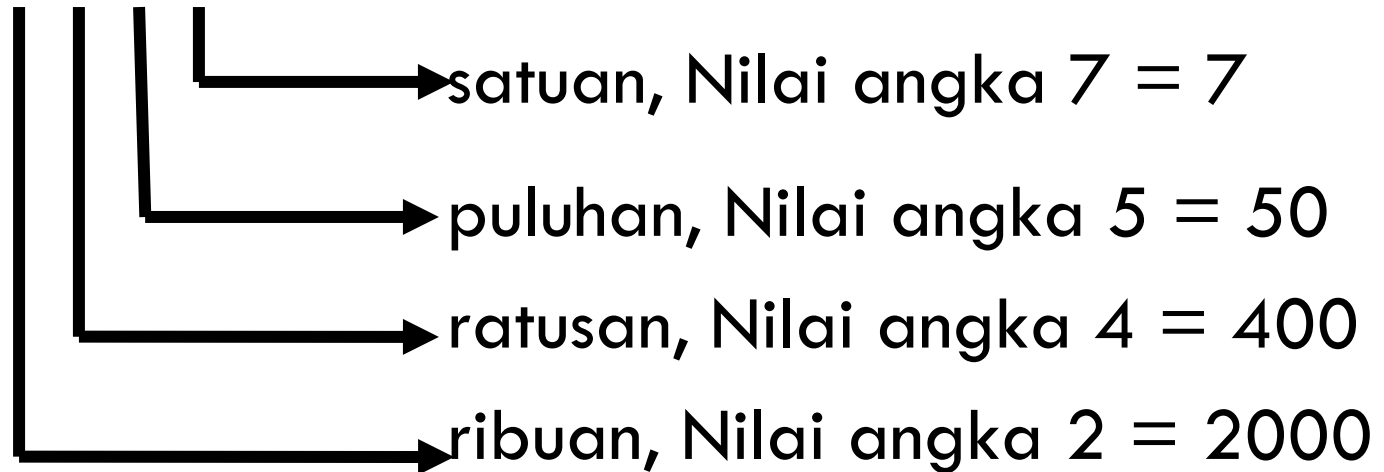 satuan, Nilai angka 7 = 7
puluhan, Nilai angka 5 = 50
ratusan, Nilai angka 4 = 400
ribuan, Nilai angka 2 = 2000